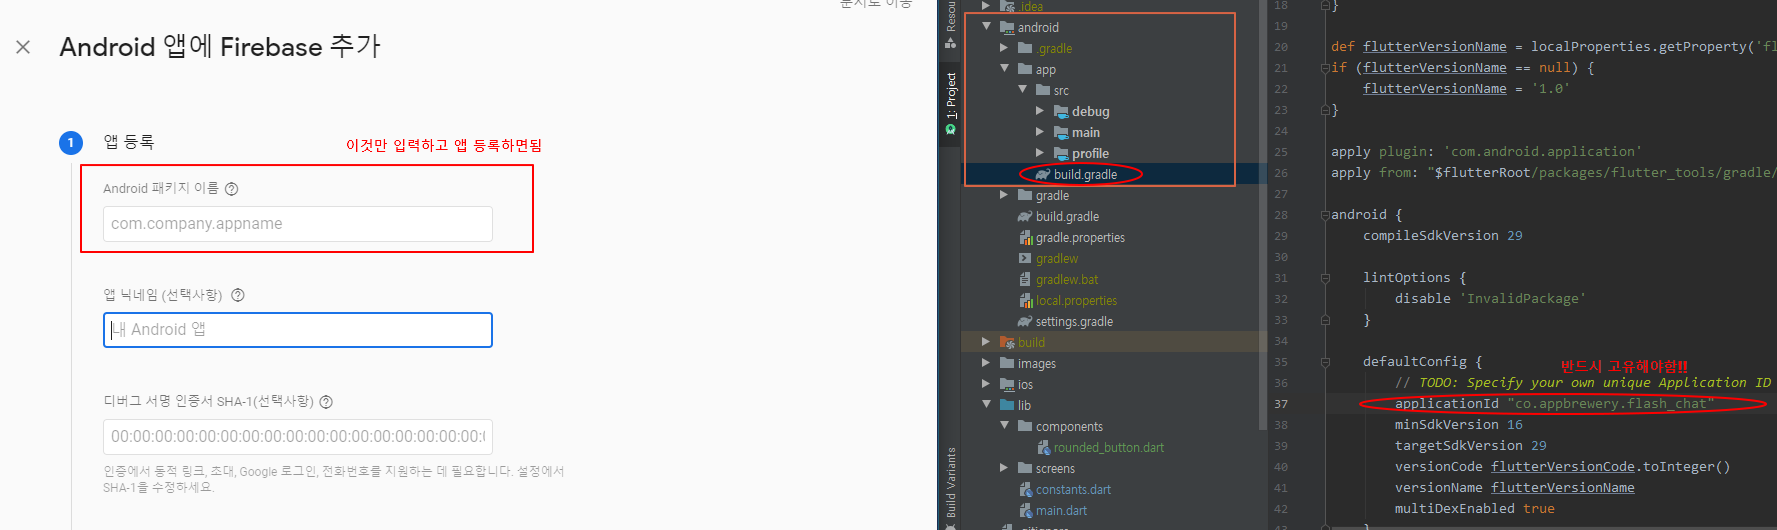 문서로 이동
Android 앱에 Firebase 추가
1 앱 등록
이것만 입력하고 앱 등록하면됨
Android 패키지 이름
com.company.appname
앱 닉네임 (선택사항)
내 Android 앱
디버그 서명 인증서 SHA-1(선택사항)
00:00:00:00:00:00:00:00:00:00:00:00:00:00:00:
인증에서 동적 링크, 초대, Google 로그인, 전화번호를 지원하는 데 필요합니다. 설정에서
SHA-1을 수정하세요.
Resou
1: Project
Build Variants
.idea
android
.gradle
app
src
debug
main
profile
build.gradle
gradle
build.gradle
gradle.properties
gradlew
gradlew.bat
local.properties
settings.gradle
build
images
ios
lib
components
rounded_button.dart
screens
constants.dart
main.dart
.gitignore
18 }
19
20 def flutterVersionName = localProperties.getProperty('fl
21 if (flutterVersionName == null) {
22 flutterVersionName = '1.0'
23 }
24
25 apply plugin: 'com.android.application'
26 apply from: "$flutterRoot/packages/flutter_tools/gradle/
27
28 android {
29 compileSdkVersion 29
30
31 lintOptions {
32 disable 'InvalidPackage'
33 }
34
35 defaultConfig {
반드시 고유해야함!!
36 // TODO: Specify your own unique Application ID
37 applicationId "co.appbrewery.flash_chat"
38 minSdkVersion 16
39 targetSdkVersion 29
40 versionCode flutterVersionCode.toInteger()
41 versionName flutterVersionName
42 multiDexEnabled true
43 }